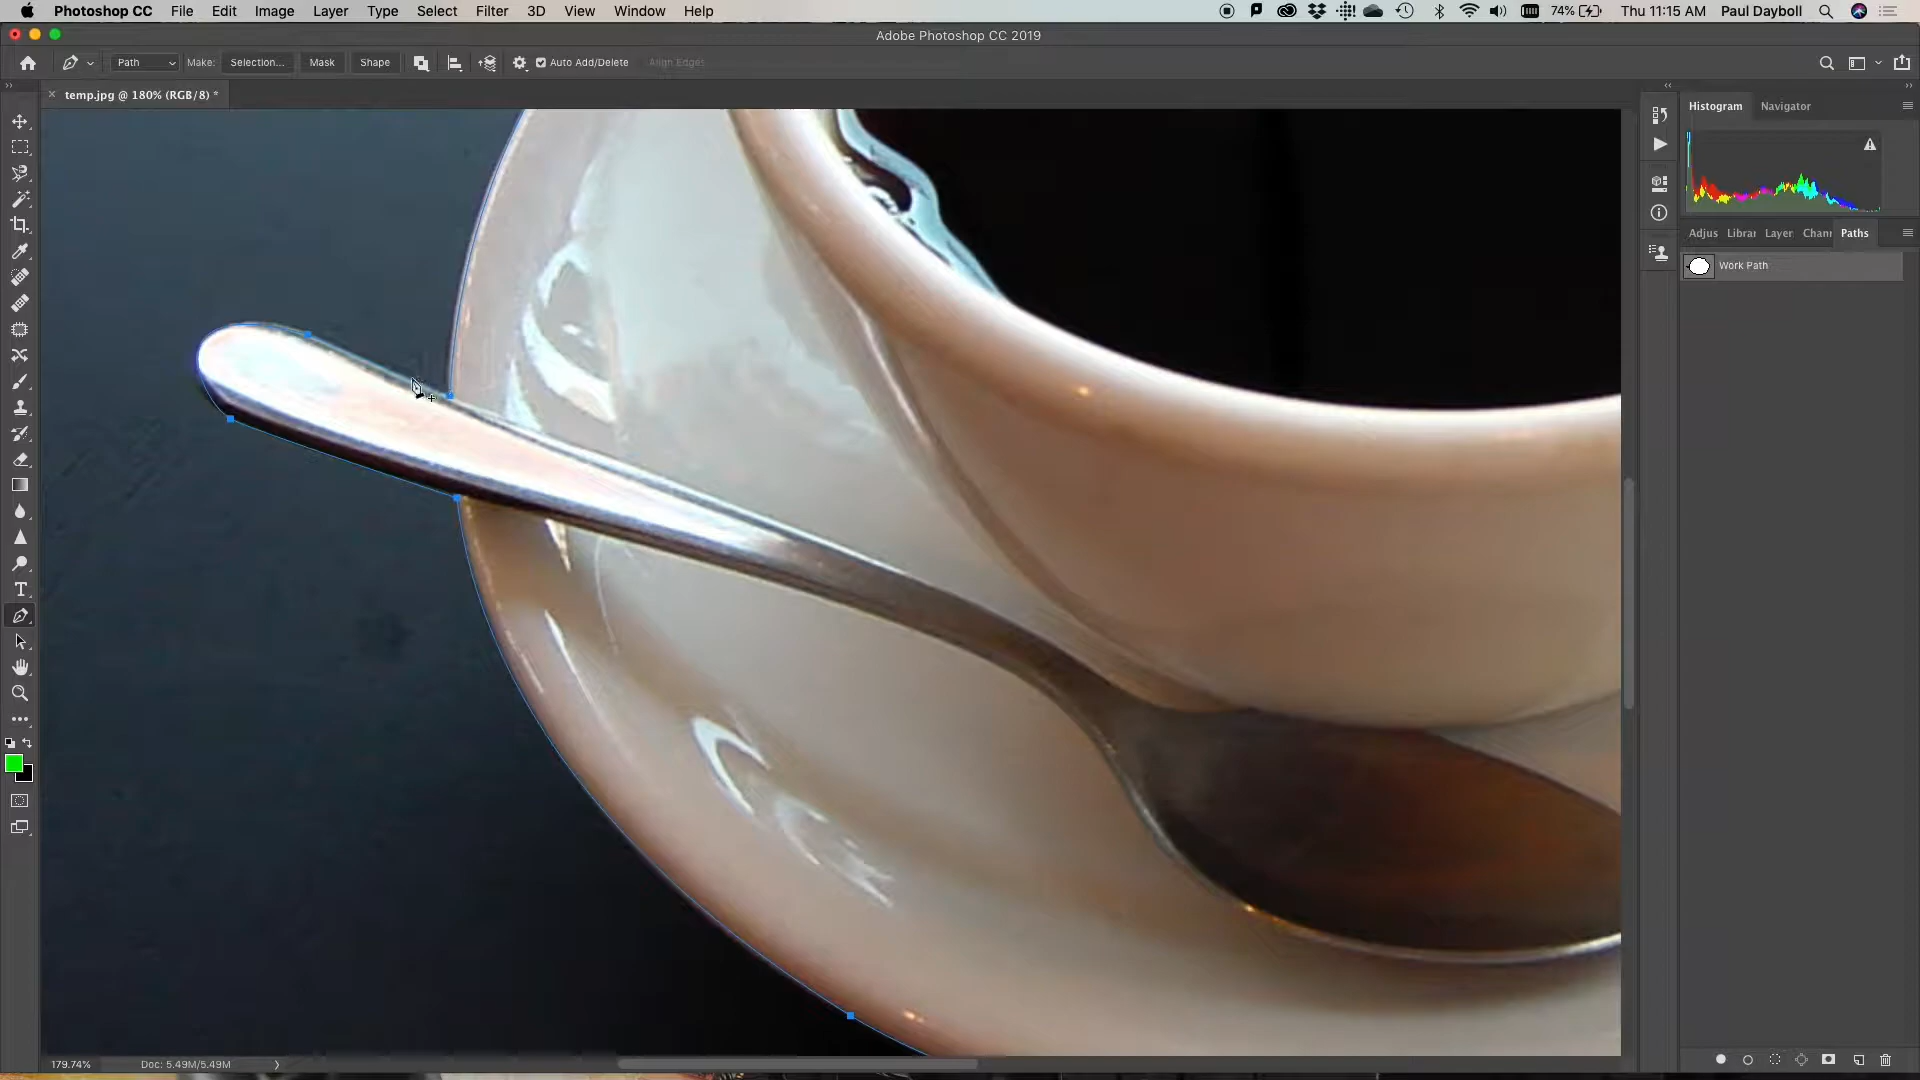 Photoshop CC File Edit Image Layer Type Select Filter 3D View Window Help 74% Thu 11:15 AM Paul Dayboll
Adobe Photoshop CC 2019
Path Make: Selection... Mask Shape Auto Add/Delete Align Edges
temp.jpg @ 180% (RGB/8) *
Histogram Navigator
Adjus Librar Layer Chann Paths
Work Path
179.74% Doc: 5.49M/5.49M